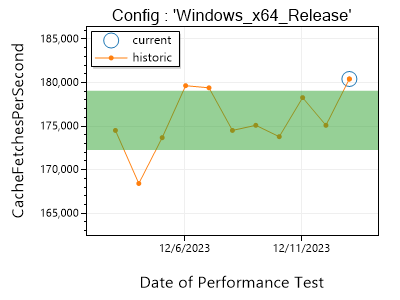 Config : 'Windows_x64_Release'
current
historic
CacheFetchesPerSecond
185,000
180,000
175,000
170,000
165,000
12/6/2023
12/11/2023
Date of Performance Test